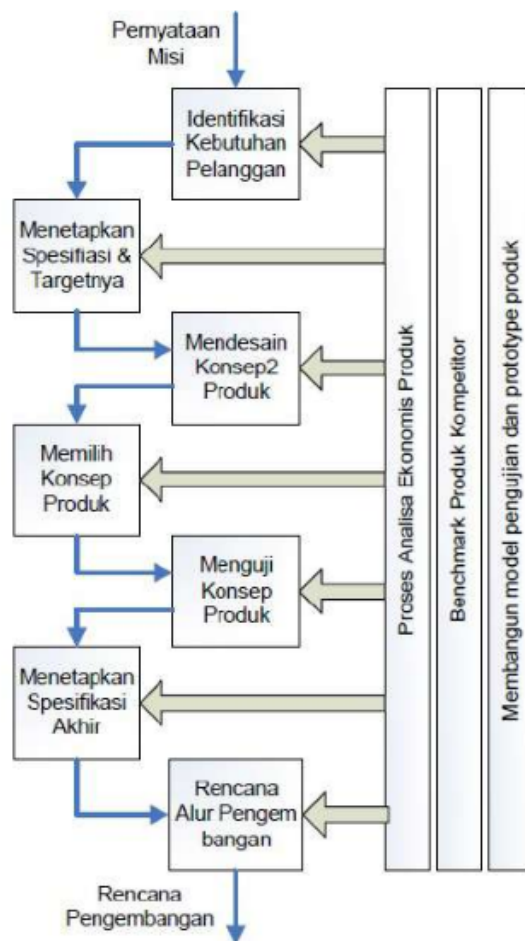 Pernyataan
Misi
Identifikasi
Kebutuhan
Pelanggan
Menetapkan
Spesifiasi &
Targetnya
Mendesain
Konsep2
Produk
Memilih
Konsep
Produk
Menguji
Konsep
Produk
Menetapkan
Spesifikasi
Akhir
Rencana
Alur Pengem
bangan
Rencana
Pengembangan
Proses Analisa Ekonomis Produk
Benchmark Produk Kompetitor
Membangun model pengujian dan prototype produk